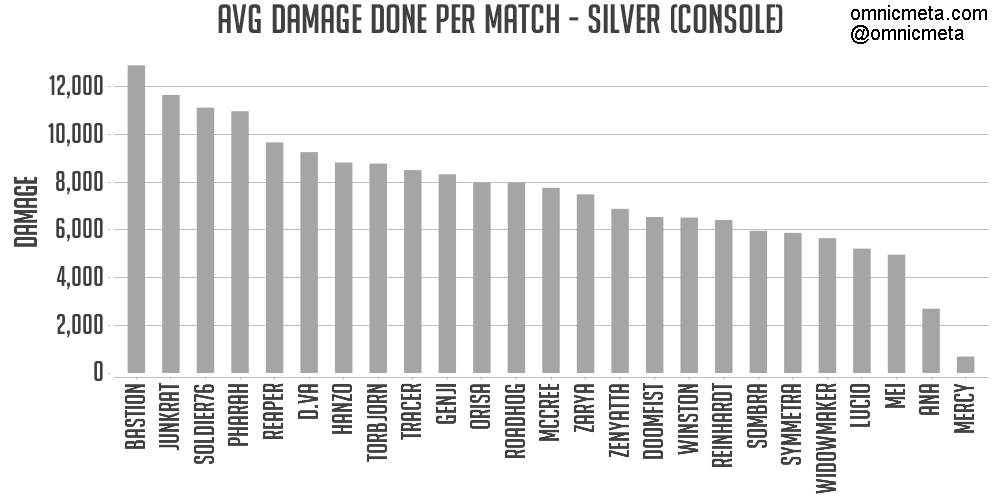 AVG DAMAGE DONE PER MATCH - SILVER (CONSOLE)
omnicmeta.com
@omnicmeta
DAMAGE
12,000
10,000
8,000
6,000
4,000
2,000
0
BASTION
JUNKRAT
SOLDIER76
PHARAH
REAPER
D.VA
HANZO
TORBJORN
TRACER
GENJI
ORISA
ROADHOG
MCCREE
ZARYA
ZENYATTA
DOOMFIST
WINSTON
REINHARDT
SOMBRA
SYMMETRA
WIDOWMAKER
LUCIO
MEI
ANA
MERCY